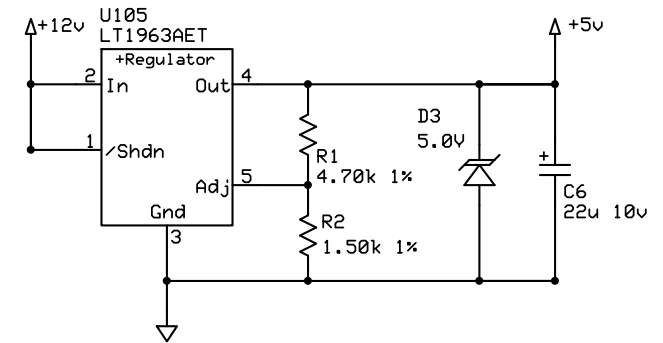 U105
LT1963AET
+12v
+5v
+Regulator
2
In
Out
4
1
/Shdn
Adj
5
Gnd
3
R1
4.70k 1%
R2
1.50k 1%
D3
5.0V
+
C6
22u 10v